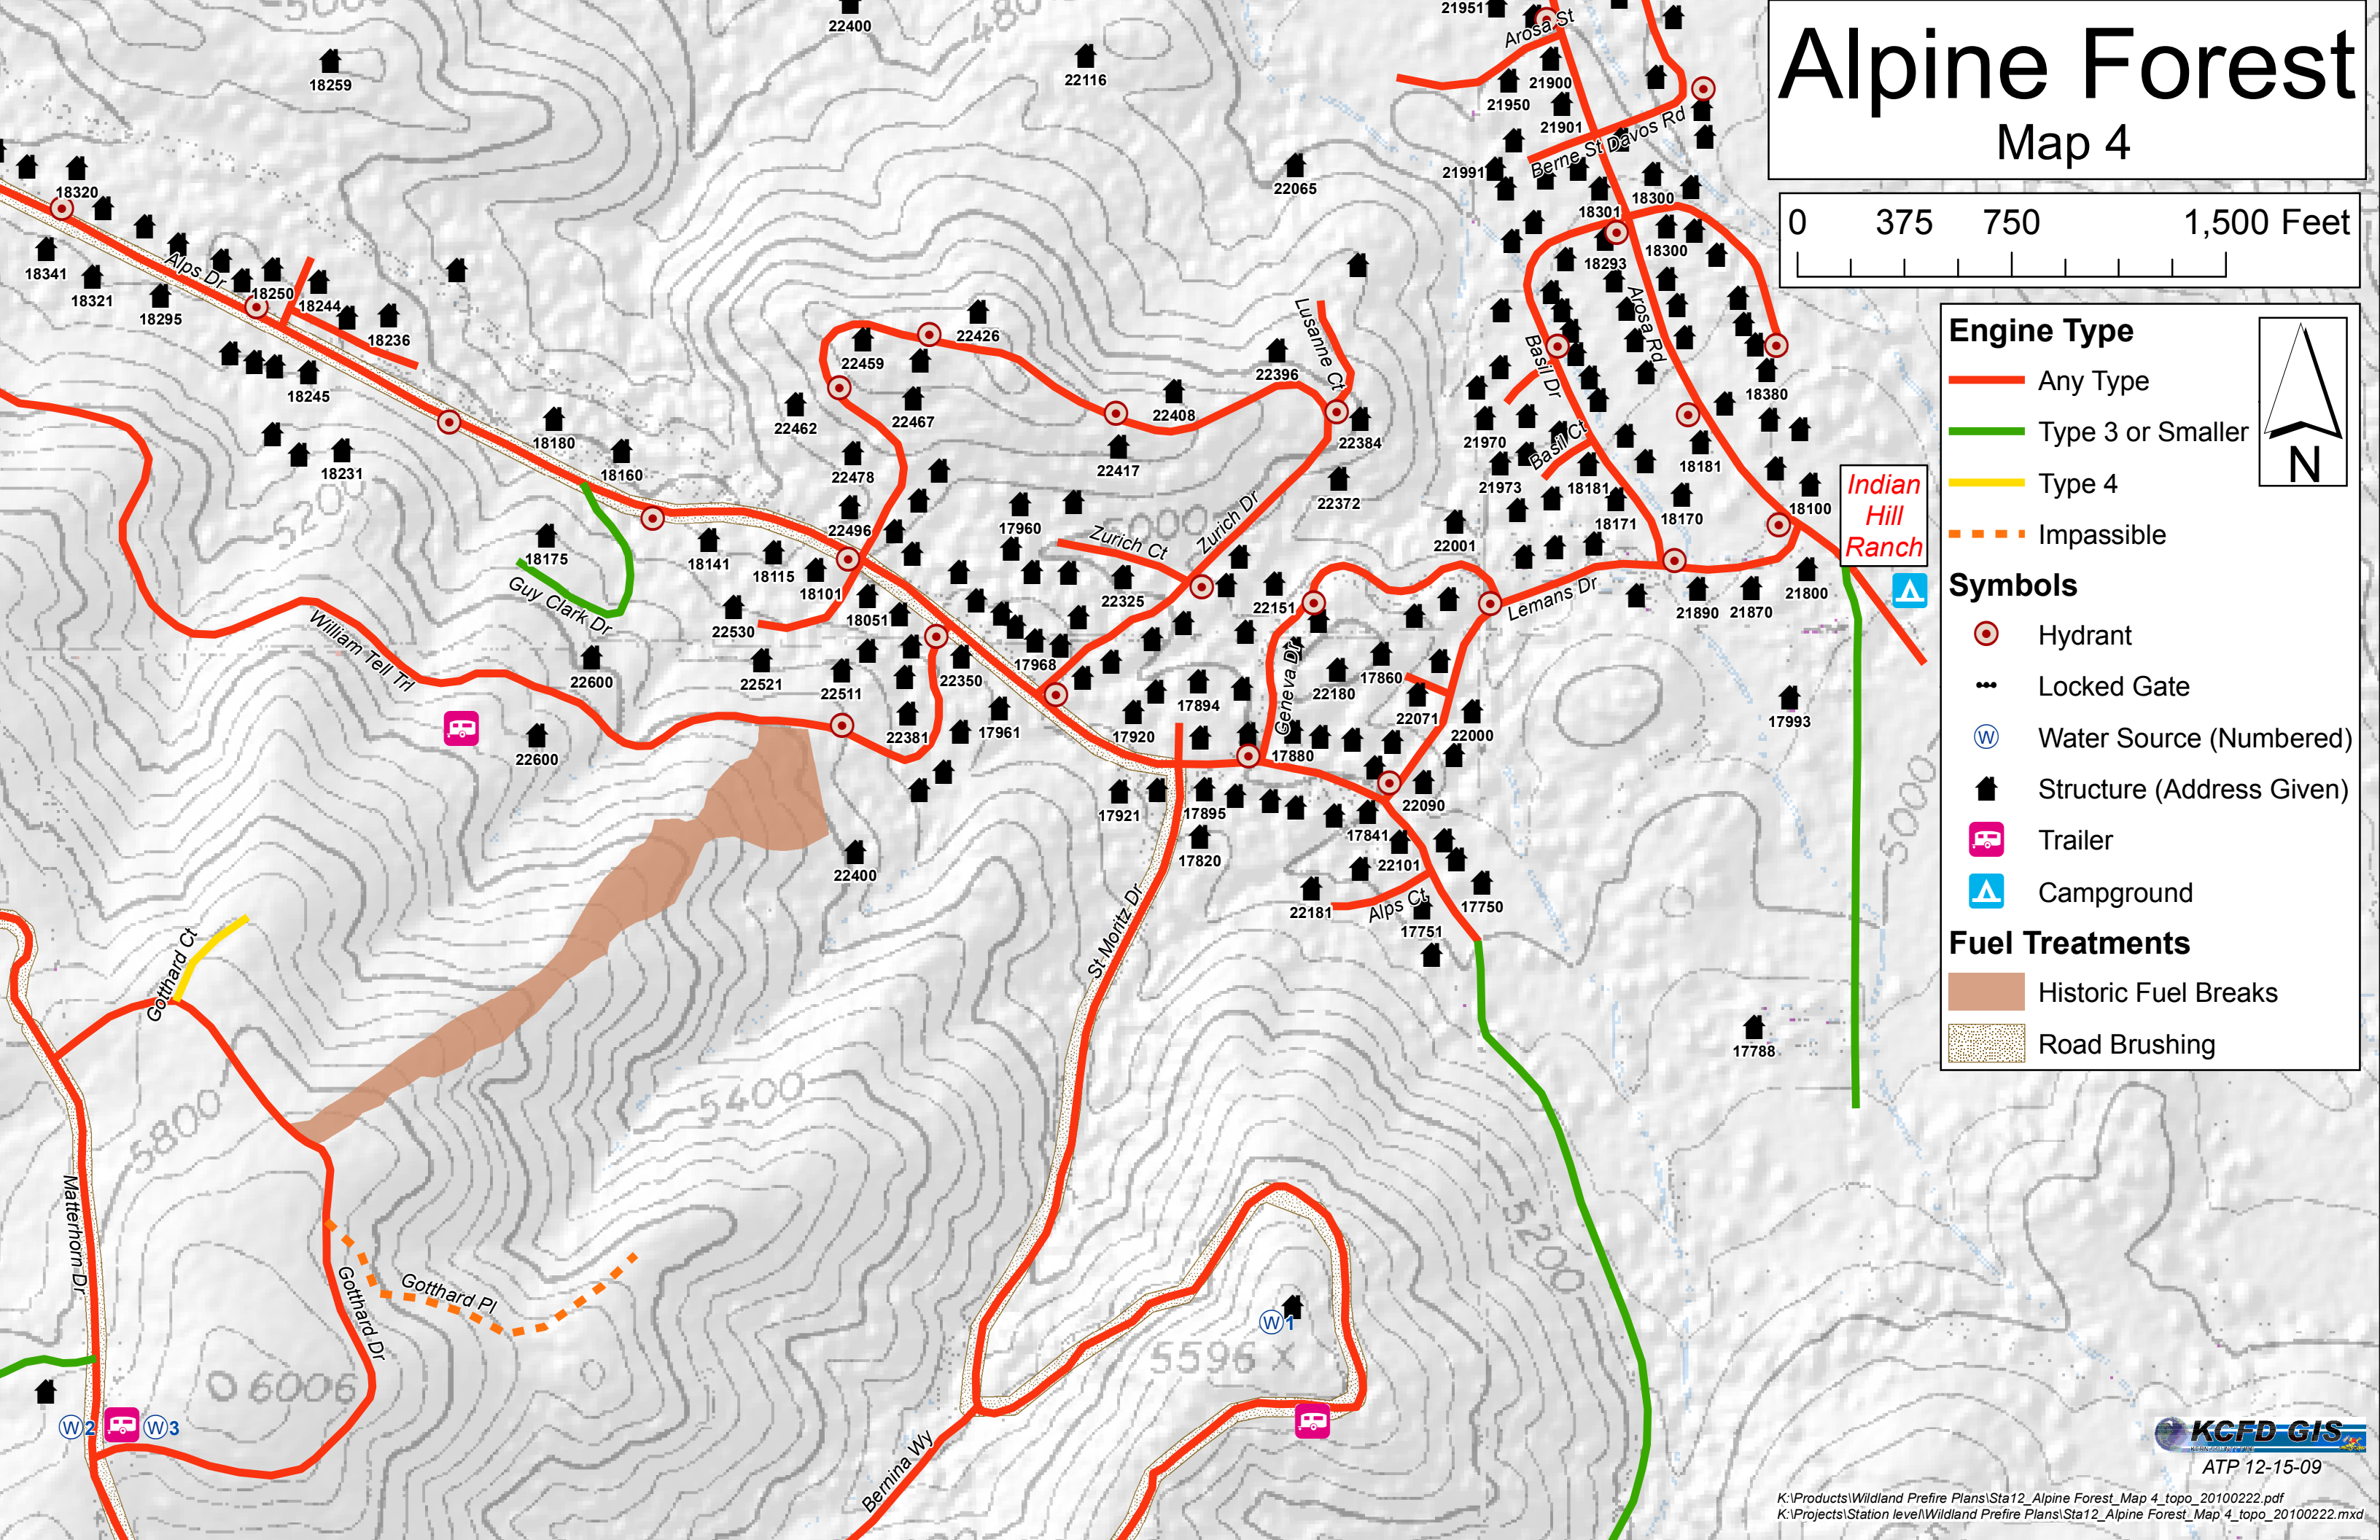 Alpine Forest
Map 4
0 375 750 1,500 Feet
Engine Type
Any Type
Type 3 or Smaller
Type 4
Impassible
N
Symbols
Hydrant
Locked Gate
W Water Source (Numbered)
Structure (Address Given)
Trailer
Campground
Fuel Treatments
Historic Fuel Breaks
Road Brushing
Indian
Hill
Ranch
5000
22400
480
21951
Arosa St
18259
22116
21900
21950
21901
Davos Rd
Berne St
22065
21991
18320
18300
18301
18341
18321
Alps Dr
18250
18244
18295
18236
18300
18293
22426
Lusanne Ct
Arosa Rd
22459
22396
Basil Dr
18245
22462
22467
22408
18380
18180
22384
21970
Basil Ct
18231
18160
22478
22417
18181
5200
21973
18181
22372
22496
17960
5000
Zurich Dr
Zurich Ct
18171
18170
18100
22001
18175
18141
18115
18101
22325
22151
Guy Clark Dr
Lemans Dr
21890
21870
21800
22530
18051
William Tell Trl
17968
22600
22521
22511
22350
Geneva Dr
22180
17860
17894
22071
17993
22381
17961
17920
22000
22600
17880
5000
22090
17921
17895
17841
22101
17820
22400
22181
Alps Ct
17750
17751
St Moritz Dr
Gotthard Ct
17788
5800
5400
Matterhorn Dr
5200
Gotthard Dr
Gotthard Pl
W1
5596 X
6006
W2
W3
Bernina Wy
KCFD GIS
ATP 12-15-09
5800
K:\Products\Wildland Prefire Plans\Sta12_Alpine Forest_Map 4_topo_20100222.pdf
K:\Projects\Station level\Wildland Prefire Plans\Sta12_Alpine Forest_Map 4_topo_20100222.mxd